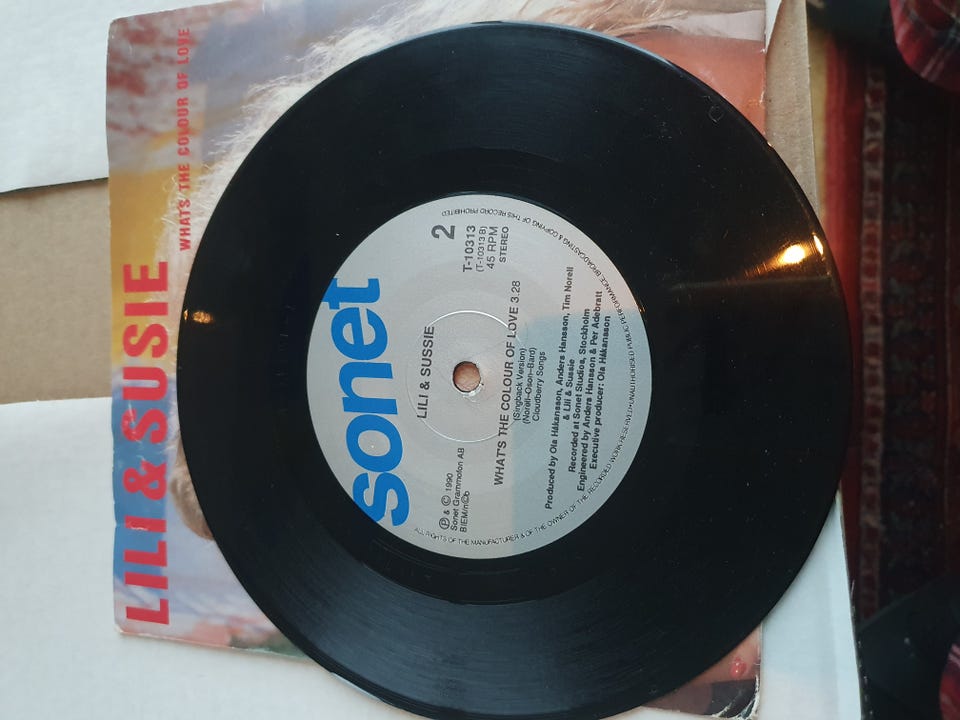 LILI & SUSIE
WHAT'S THE COLOUR OF LOVE
sonet
2
T-10313
(T-10313 B)
45 RPM
STEREO
LILI & SUSSIE
℗ & © 1990
Sonet Grammofon AB
BIEM/n©b
WHAT'S THE COLOUR OF LOVE 3.28
(Singback Version)
(Norell–Oson–Bard)
Cloudberry Songs
Produced by Ola Håkansson, Anders Hansson, Tim Norell
& Lili & Sussie
Recorded at Sonet Studios, Stockholm
Engineered by Anders Hansson & Per Adebratt
Executive producer: Ola Håkansson
ALL RIGHTS OF THE MANUFACTURER & OF THE OWNER OF THE RECORDED WORK RESERVED•UNAUTHORISED PUBLIC PERFORMANCE BROADCASTING & COPYING OF THIS RECORD PROHIBITED